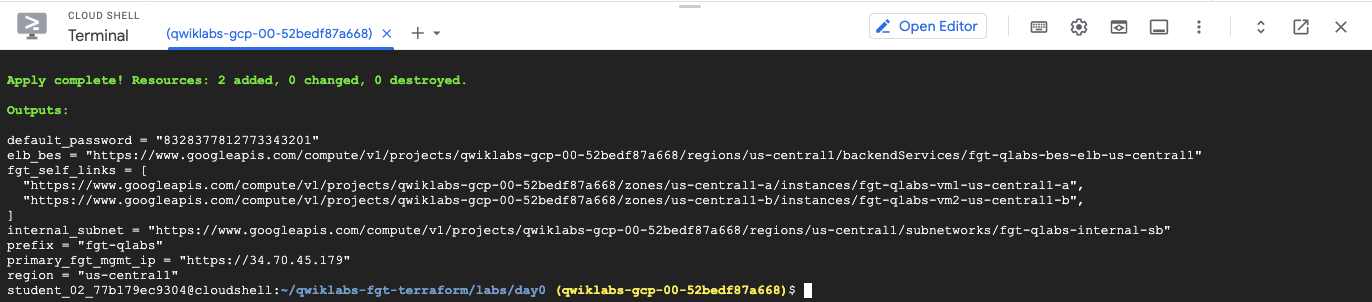 CLOUD SHELL
Terminal
(qwiklabs-gcp-00-52bedf87a668)
Open Editor
Apply complete! Resources: 2 added, 0 changed, 0 destroyed.
Outputs:
default_password = "8328377812773343201"
elb_bes = "https://www.googleapis.com/compute/v1/projects/qwiklabs-gcp-00-52bedf87a668/regions/us-central1/backendServices/fgt-qlabs-bes-elb-us-central1"
fgt_self_links = [
"https://www.googleapis.com/compute/v1/projects/qwiklabs-gcp-00-52bedf87a668/zones/us-central1-a/instances/fgt-qlabs-vm1-us-central1-a",
"https://www.googleapis.com/compute/v1/projects/qwiklabs-gcp-00-52bedf87a668/zones/us-central1-b/instances/fgt-qlabs-vm2-us-central1-b",
]
internal_subnet = "https://www.googleapis.com/compute/v1/projects/qwiklabs-gcp-00-52bedf87a668/regions/us-central1/subnetworks/fgt-qlabs-internal-sb"
prefix = "fgt-qlabs"
primary_fgt_mgmt_ip = "https://34.70.45.179"
region = "us-central1"
student_02_77b179ec9304@cloudshell:~/qwiklabs-fgt-terraform/labs/day0 (qwiklabs-gcp-00-52bedf87a668)$